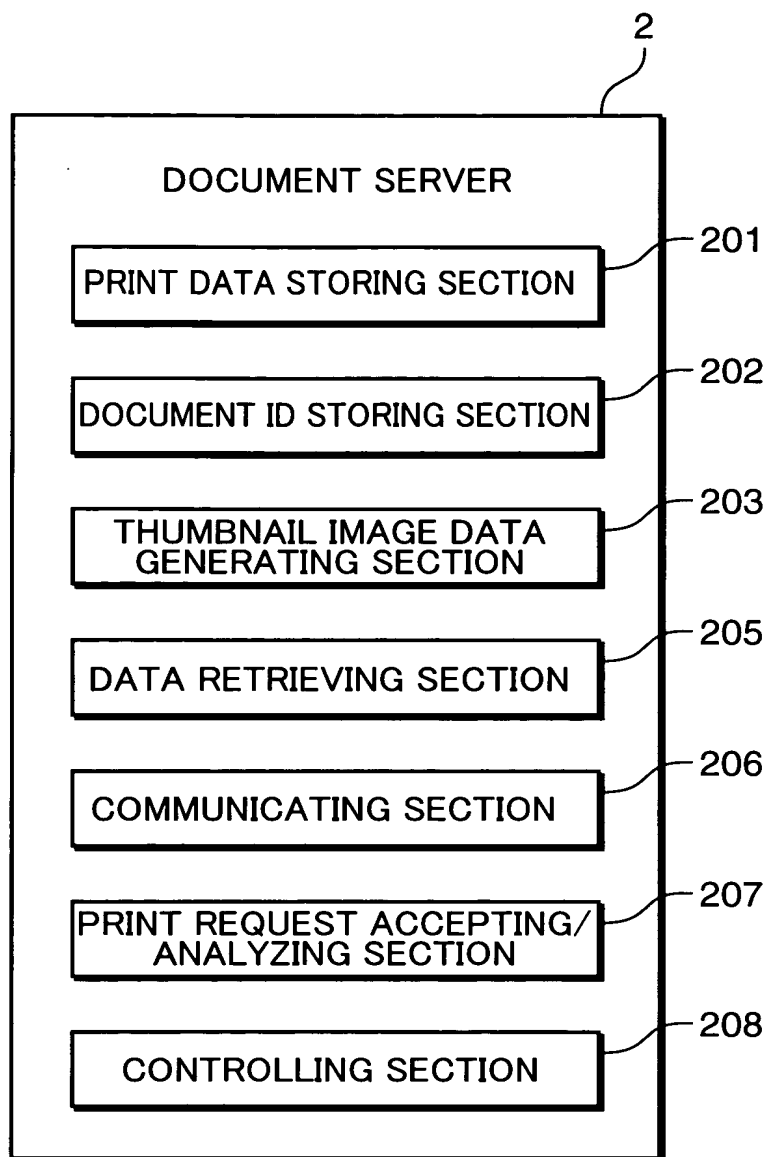 2
DOCUMENT SERVER
201
PRINT DATA STORING SECTION
202
DOCUMENT ID STORING SECTION
203
THUMBNAIL IMAGE DATA
GENERATING SECTION
205
DATA RETRIEVING SECTION
206
COMMUNICATING SECTION
207
PRINT REQUEST ACCEPTING/
ANALYZING SECTION
208
CONTROLLING SECTION